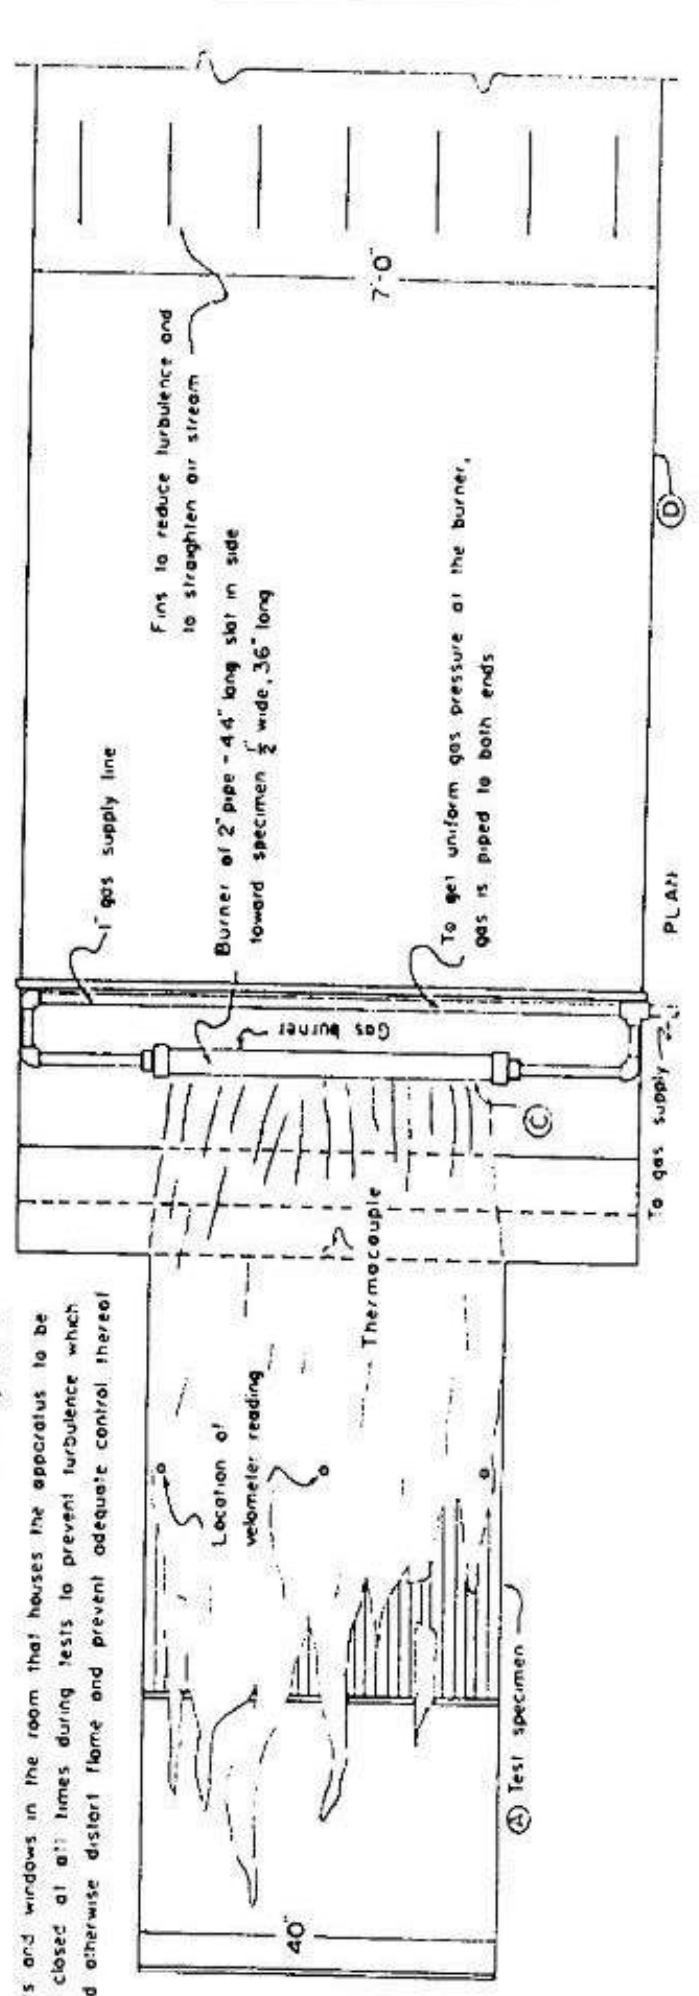 s and windows in the room that houses the apparatus to be
closed at all times during tests to prevent turbulence which
d otherwise distort flame and prevent adequate control thereof
40"
Location of
velometer reading
Thermocouple
Ⓐ Test specimen
1" gas supply line
Gas burner
Burner of 2" pipe - 44" long slot in side
toward specimen 1/2" wide, 36" long
Fins to reduce turbulence and
to straighten air stream
To get uniform gas pressure at the burner,
gas is piped to both ends
7'-0"
Ⓒ
To gas supply
PLAN
Ⓓ